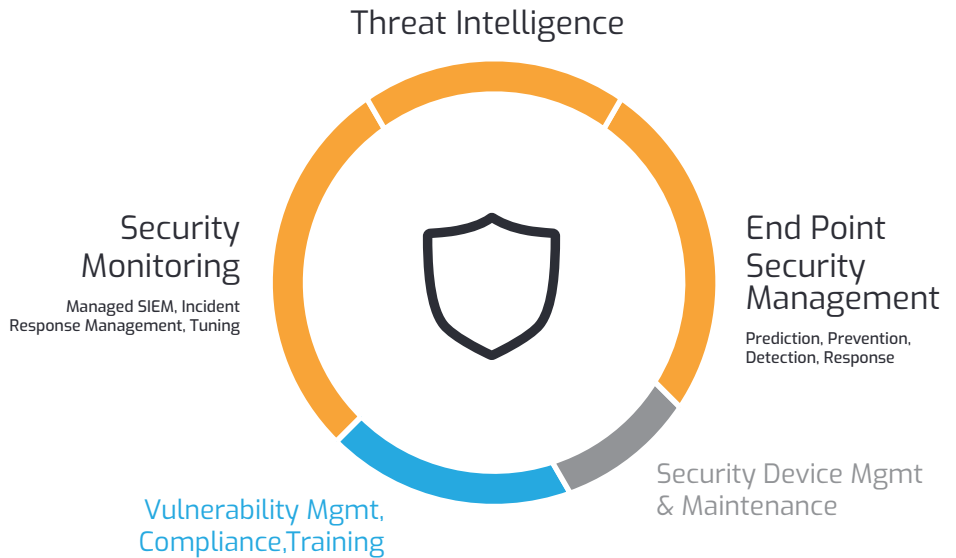 Threat Intelligence
Security
Monitoring
Managed SIEM, Incident
Response Management, Tuning
End Point
Security
Management
Prediction, Prevention,
Detection, Response
Security Device Mgmt
& Maintenance
Vulnerability Mgmt,
Compliance,Training